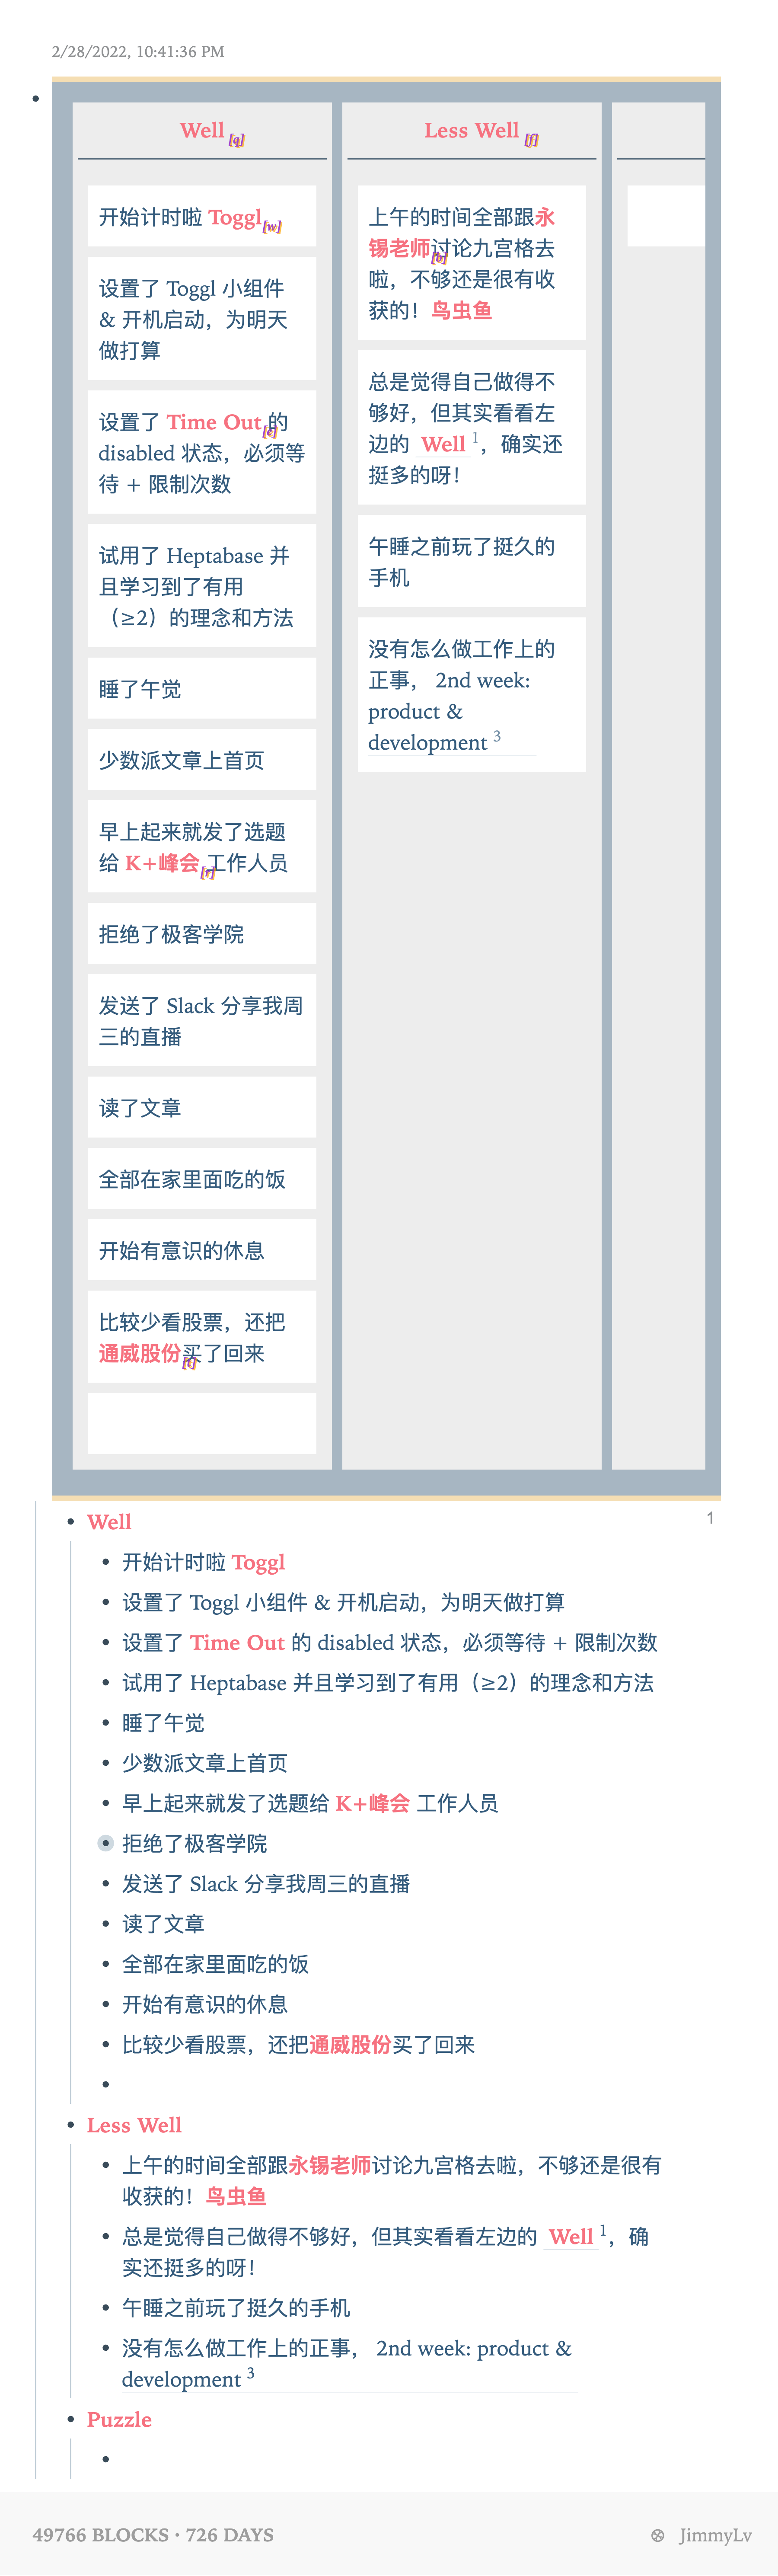 2/28/2022, 10:41:36 PM
Well [q]
开始计时啦 Toggl[w]
设置了 Toggl 小组件
& 开机启动，为明天
做打算
设置了 Time Out[e]的
disabled 状态，必须等
待 + 限制次数
试用了 Heptabase 并
且学习到了有用
（≥2）的理念和方法
睡了午觉
少数派文章上首页
早上起来就发了选题
给 K+峰会[r]工作人员
拒绝了极客学院
发送了 Slack 分享我周
三的直播
读了文章
全部在家里面吃的饭
开始有意识的休息
比较少看股票，还把
通威股份买了回来
Less Well [f]
上午的时间全部跟永
锡老师讨论九宫格去
啦，不够还是很有收
获的！鸟虫鱼
总是觉得自己做得不
够好，但其实看看左
边的 Well 1，确实还
挺多的呀！
午睡之前玩了挺久的
手机
没有怎么做工作上的
正事， 2nd week:
product &
development 3
1
Well
开始计时啦 Toggl
设置了 Toggl 小组件 & 开机启动，为明天做打算
设置了 Time Out 的 disabled 状态，必须等待 + 限制次数
试用了 Heptabase 并且学习到了有用（≥2）的理念和方法
睡了午觉
少数派文章上首页
早上起来就发了选题给 K+峰会 工作人员
拒绝了极客学院
发送了 Slack 分享我周三的直播
读了文章
全部在家里面吃的饭
开始有意识的休息
比较少看股票，还把通威股份买了回来
Less Well
上午的时间全部跟永锡老师讨论九宫格去啦，不够还是很有
收获的！鸟虫鱼
总是觉得自己做得不够好，但其实看看左边的 Well 1，确
实还挺多的呀！
午睡之前玩了挺久的手机
没有怎么做工作上的正事， 2nd week: product &
development 3
Puzzle
49766 BLOCKS · 726 DAYS
JimmyLv